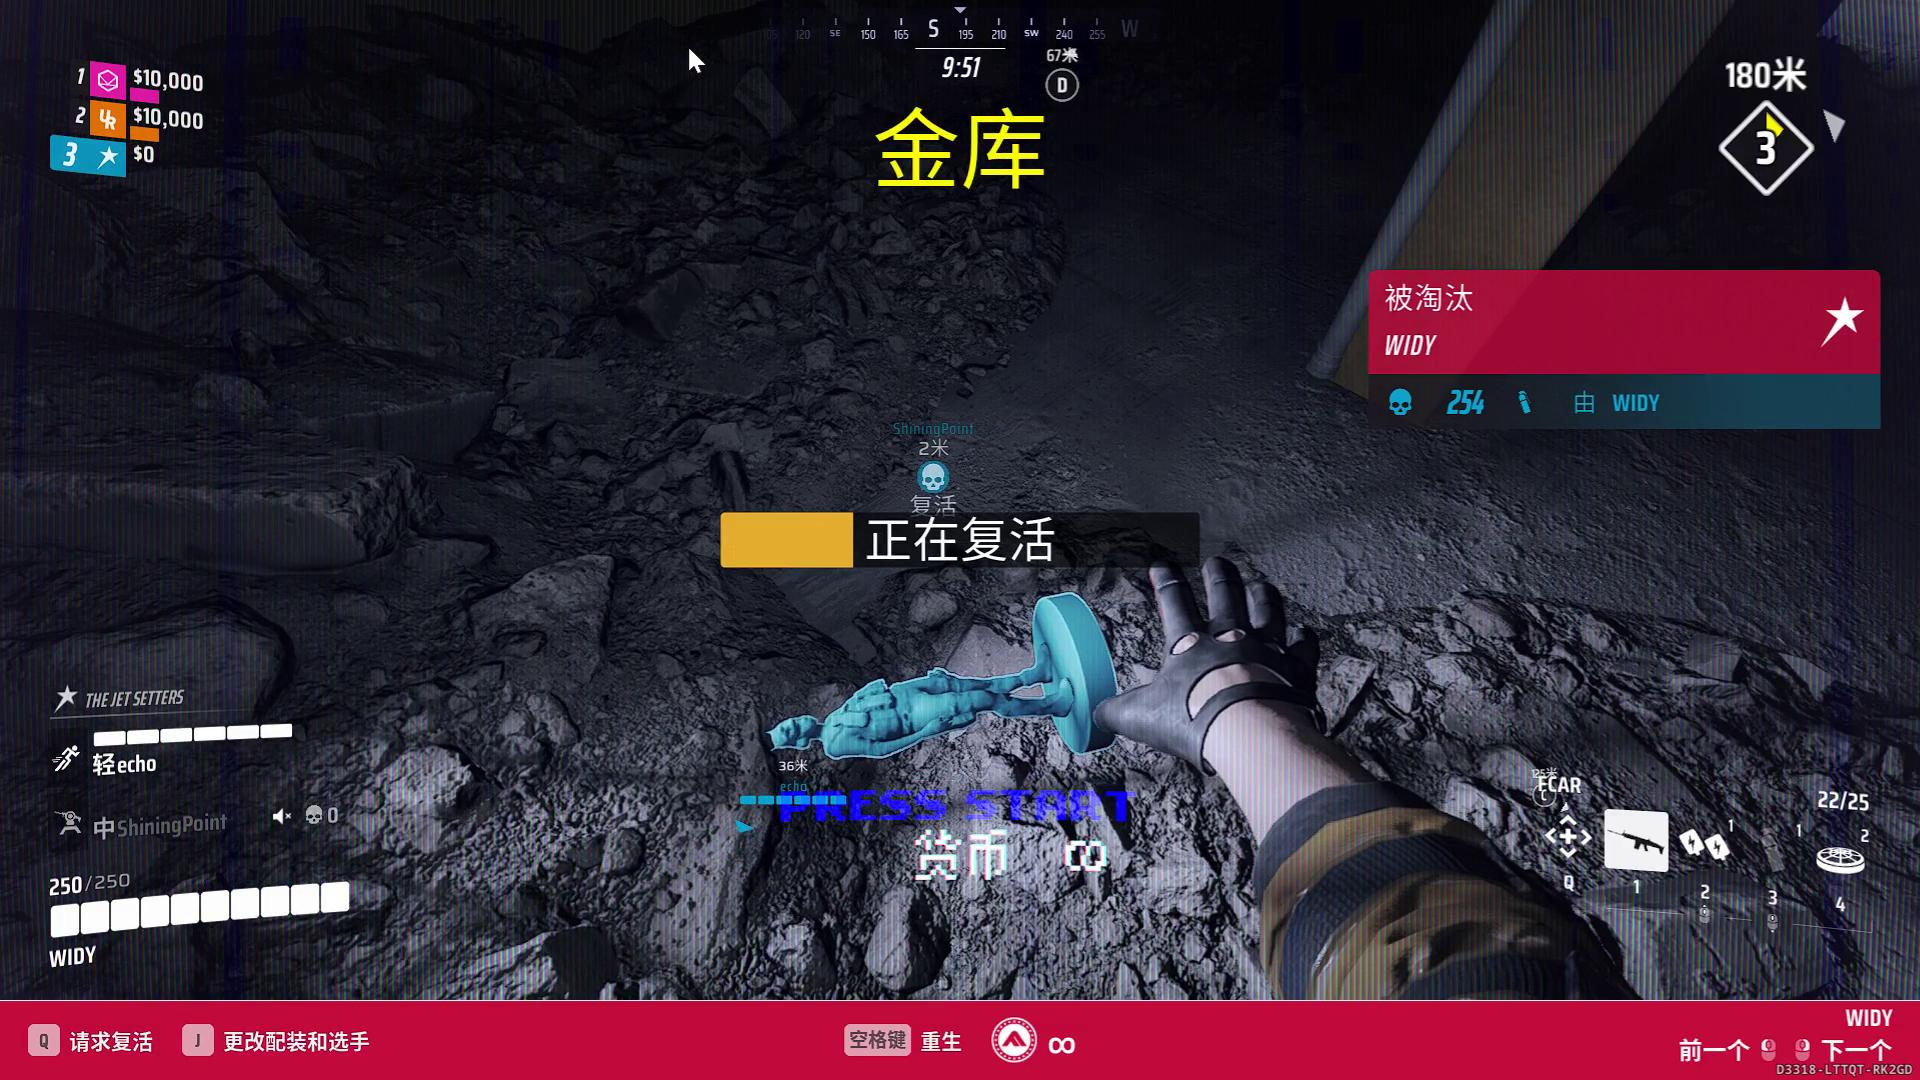 120 SE 150 165 S 195 210 SW 240 255 W
9:51
67米
D
1 $10,000
2 $10,000
3 $0
金库
180米
3
被淘汰
WIDY
254 由 WIDY
ShiningPoint
2米
复活
正在复活
THE JET SETTERS
轻echo
中ShiningPoint 0
250/250
WIDY
36米
echo
PRESS START
货币 ∞
FCAR
22/25
1
1
2
Q
1
2
3
4
Q 请求复活
J 更改配装和选手
空格键 重生 ∞
WIDY
前一个 下一个
D3318-LTTQT-RK2GD